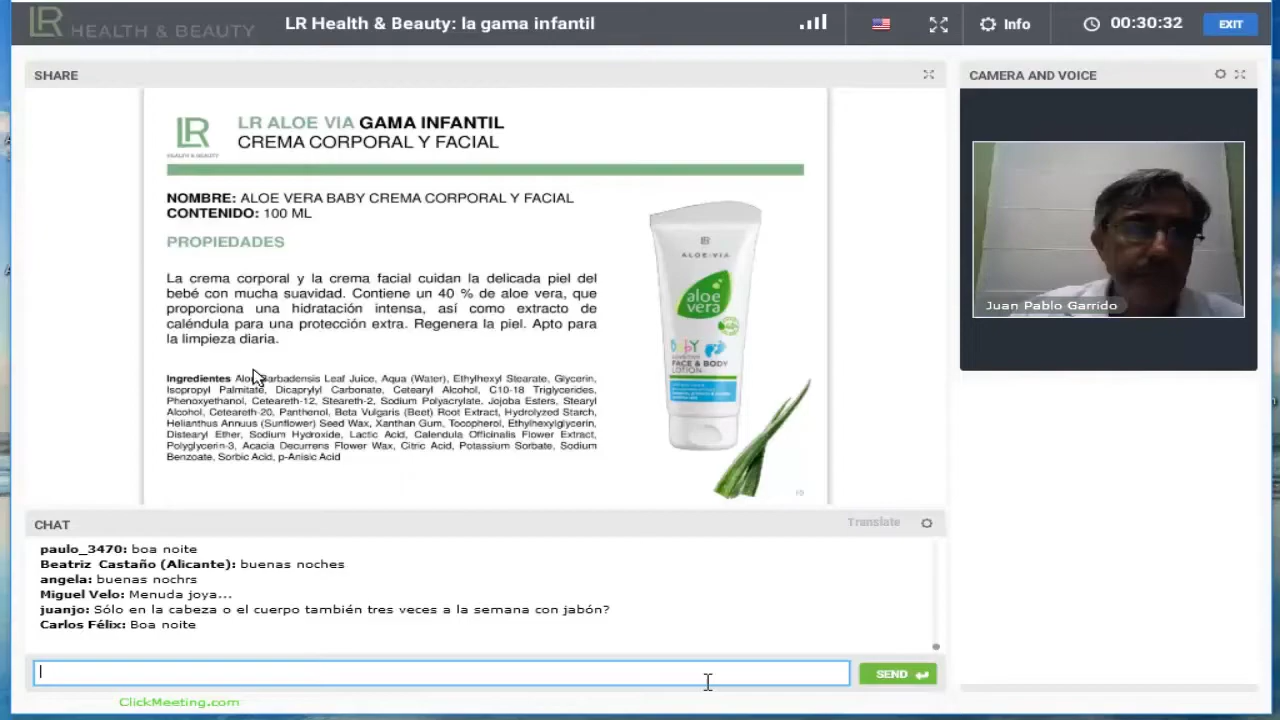 LR HEALTH & BEAUTY
LR Health & Beauty: la gama infantil
Info
00:30:32
EXIT
SHARE
LR
HEALTH & BEAUTY
LR ALOE VIA GAMA INFANTIL
CREMA CORPORAL Y FACIAL
NOMBRE: ALOE VERA BABY CREMA CORPORAL Y FACIAL
CONTENIDO: 100 ML
PROPIEDADES
La crema corporal y la crema facial cuidan la delicada piel del
bebé con mucha suavidad. Contiene un 40 % de aloe vera, que
proporciona una hidratación intensa, así como extracto de
caléndula para una protección extra. Regenera la piel. Apto para
la limpieza diaria.
Ingredientes Aloe Barbadensis Leaf Juice, Aqua (Water), Ethylhexyl Stearate, Glycerin,
Isopropyl Palmitate, Dicaprylyl Carbonate, Cetearyl Alcohol, C10-18 Triglycerides,
Phenoxyethanol, Ceteareth-12, Steareth-2, Sodium Polyacrylate, Jojoba Esters, Stearyl
Alcohol, Ceteareth-20, Panthenol, Beta Vulgaris (Beet) Root Extract, Hydrolyzed Starch,
Helianthus Annuus (Sunflower) Seed Wax, Xanthan Gum, Tocopherol, Ethylhexylglycerin,
Distearyl Ether, Sodium Hydroxide, Lactic Acid, Calendula Officinalis Flower Extract,
Polyglycerin-3, Acacia Decurrens Flower Wax, Citric Acid, Potassium Sorbate, Sodium
Benzoate, Sorbic Acid, p-Anisic Acid
LR
ALOE VIA
aloe
vera
Baby
FACE & BODY
LOTION
CAMERA AND VOICE
Juan Pablo Garrido
CHAT
Translate
paulo_3470: boa noite
Beatriz Castaño (Alicante): buenas noches
angela: buenas nochrs
Miguel Velo: Menuda joya...
juanjo: Sólo en la cabeza o el cuerpo también tres veces a la semana con jabón?
Carlos Félix: Boa noite
SEND
ClickMeeting.com